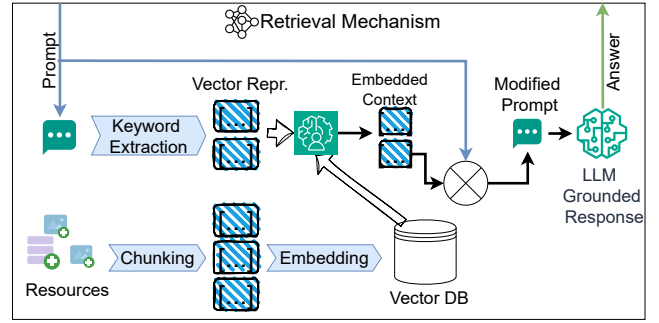 Retrieval Mechanism
Prompt
Answer
Vector Repr.
Embedded
Context
Modified
Prompt
Keyword
Extraction
[...]
[...]
LLM
Grounded
Response
[...]
[...]
[...]
Chunking
Embedding
Resources
Vector DB